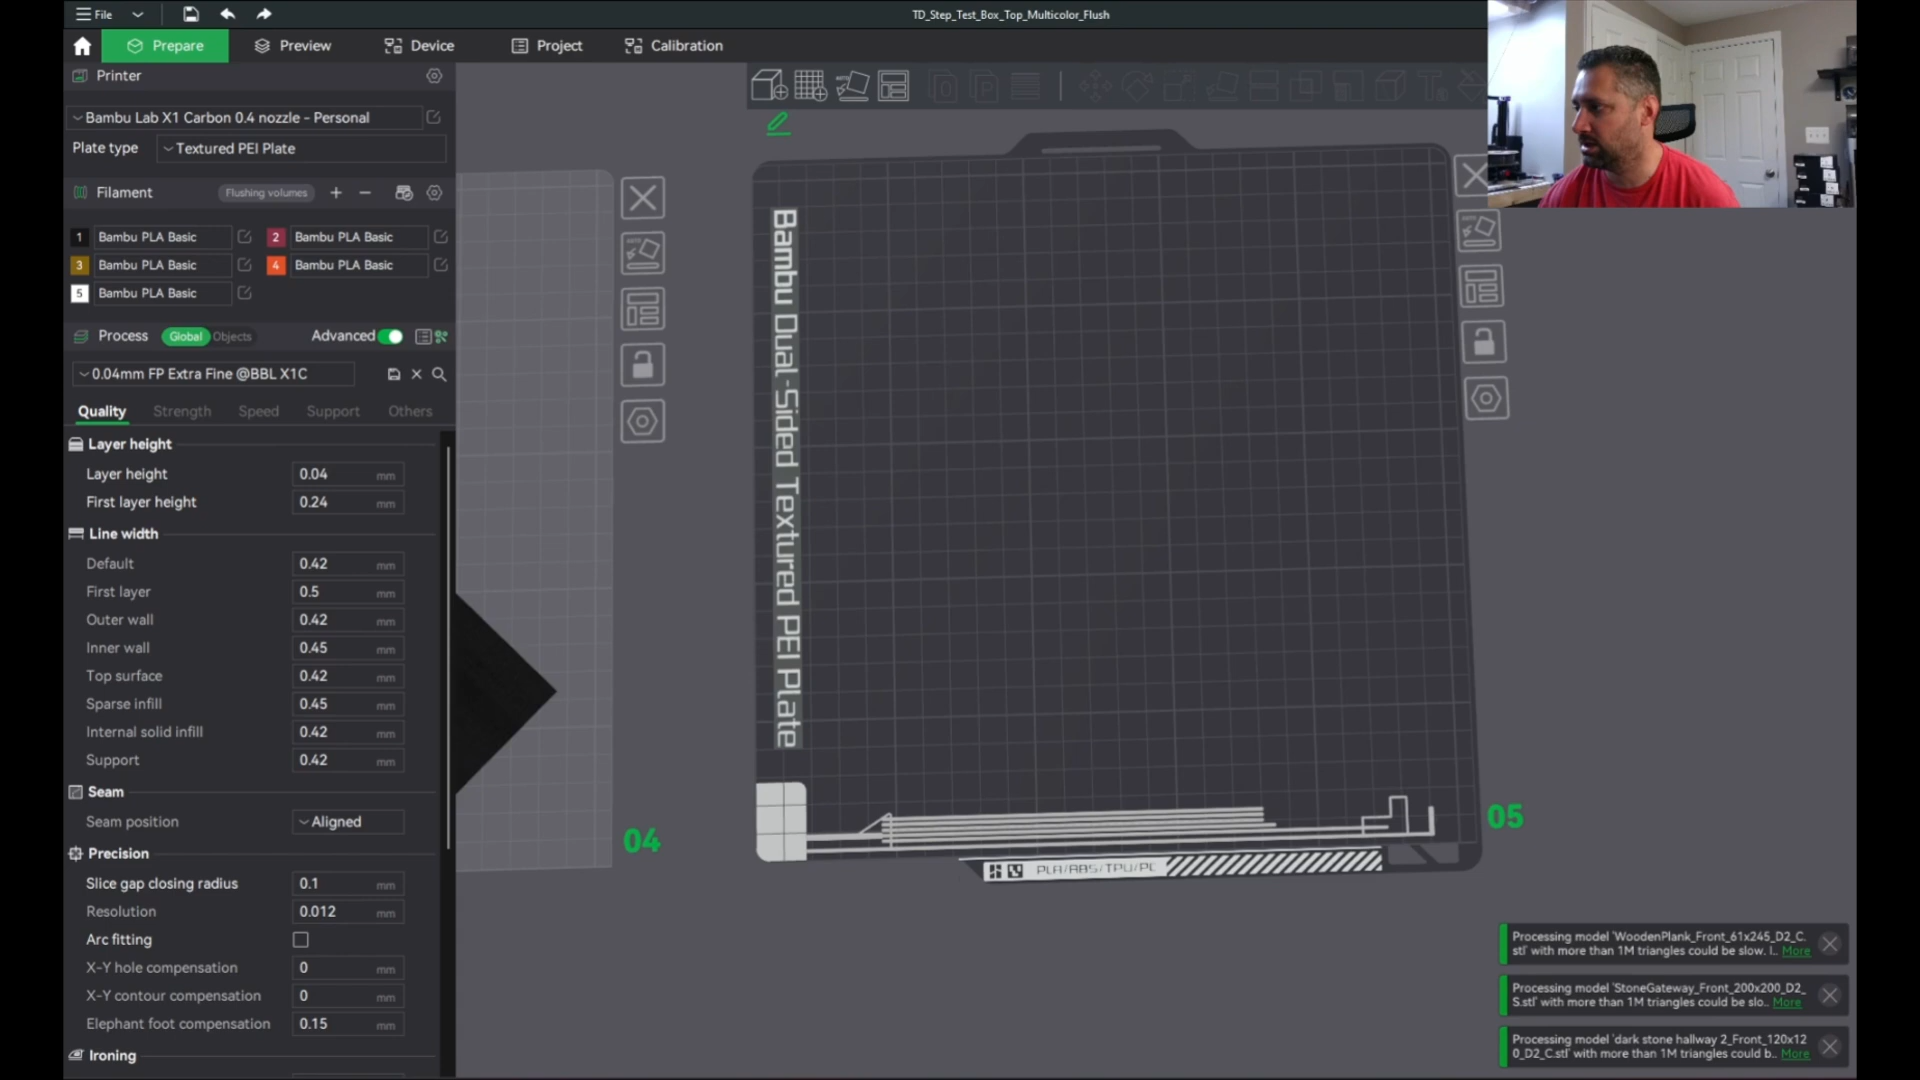 File
TD_Step_Test_Box_Top_Multicolor_Flush
Prepare
Preview
Device
Project
Calibration
Printer
Bambu Lab X1 Carbon 0.4 nozzle - Personal
Plate type
Textured PEI Plate
Filament
Flushing volumes
+
−
1 Bambu PLA Basic
2 Bambu PLA Basic
3 Bambu PLA Basic
4 Bambu PLA Basic
5 Bambu PLA Basic
Process
Global
Objects
Advanced
0.04mm FP Extra Fine @BBL X1C
Quality
Strength
Speed
Support
Others
Layer height
Layer height 0.04 mm
First layer height 0.24 mm
Line width
Default 0.42 mm
First layer 0.5 mm
Outer wall 0.42 mm
Inner wall 0.45 mm
Top surface 0.42 mm
Sparse infill 0.45 mm
Internal solid infill 0.42 mm
Support 0.42 mm
Seam
Seam position Aligned
Precision
Slice gap closing radius 0.1 mm
Resolution 0.012 mm
Arc fitting
X-Y hole compensation 0 mm
X-Y contour compensation 0 mm
Elephant foot compensation 0.15 mm
Ironing
04
Bambu Dual-Sided Textured PEI Plate
PLA/ABS/TPU/PC
05
Processing model 'WoodenPlank_Front_61x245_D2_C.
stl' with more than 1M triangles could be slow. I.. More
Processing model 'StoneGateway_Front_200x200_D2_
S.stl' with more than 1M triangles could be slo.. More
Processing model 'dark stone hallway 2_Front_120x12
0_D2_C.stl' with more than 1M triangles could b.. More